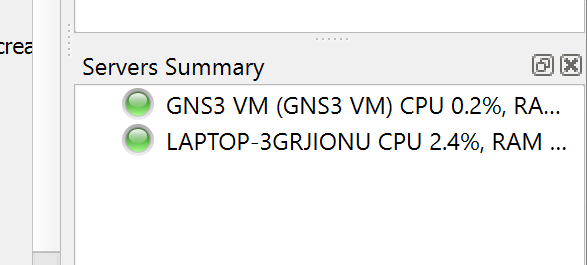 crea
Servers Summary
GNS3 VM (GNS3 VM) CPU 0.2%, RA...
LAPTOP-3GRJIONU CPU 2.4%, RAM ...